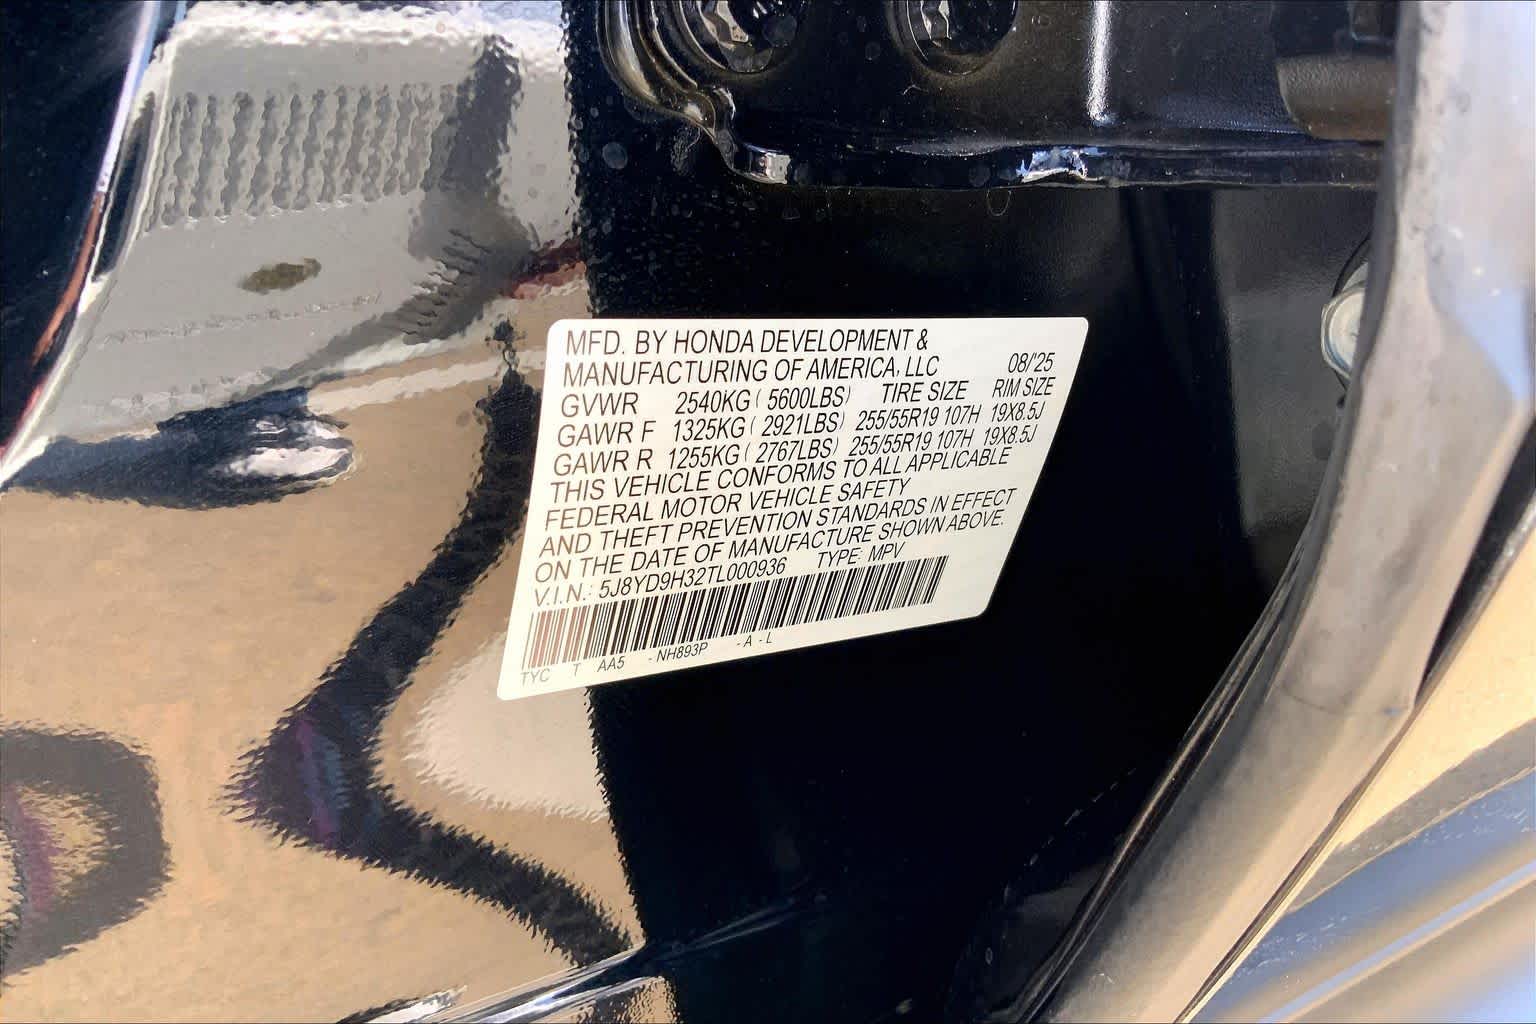 MFD. BY HONDA DEVELOPMENT &
MANUFACTURING OF AMERICA, LLC 08/'25
GVWR 2540KG ( 5600LBS) TIRE SIZE RIM SIZE
GAWR F 1325KG ( 2921LBS) 255/55R19 107H 19X8.5J
GAWR R 1255KG ( 2767LBS) 255/55R19 107H 19X8.5J
THIS VEHICLE CONFORMS TO ALL APPLICABLE
FEDERAL MOTOR VEHICLE SAFETY
AND THEFT PREVENTION STANDARDS IN EFFECT
ON THE DATE OF MANUFACTURE SHOWN ABOVE.
V.I.N.: 5J8YD9H32TL000936 TYPE: MPV
TYC T AA5 - NH893P - A - L